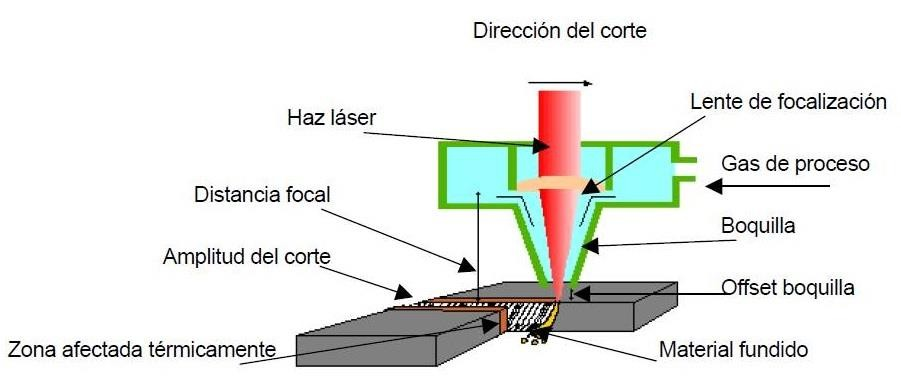 Dirección del corte
Haz láser
Lente de focalización
Gas de proceso
Distancia focal
Boquilla
Amplitud del corte
Offset boquilla
Zona afectada térmicamente
Material fundido